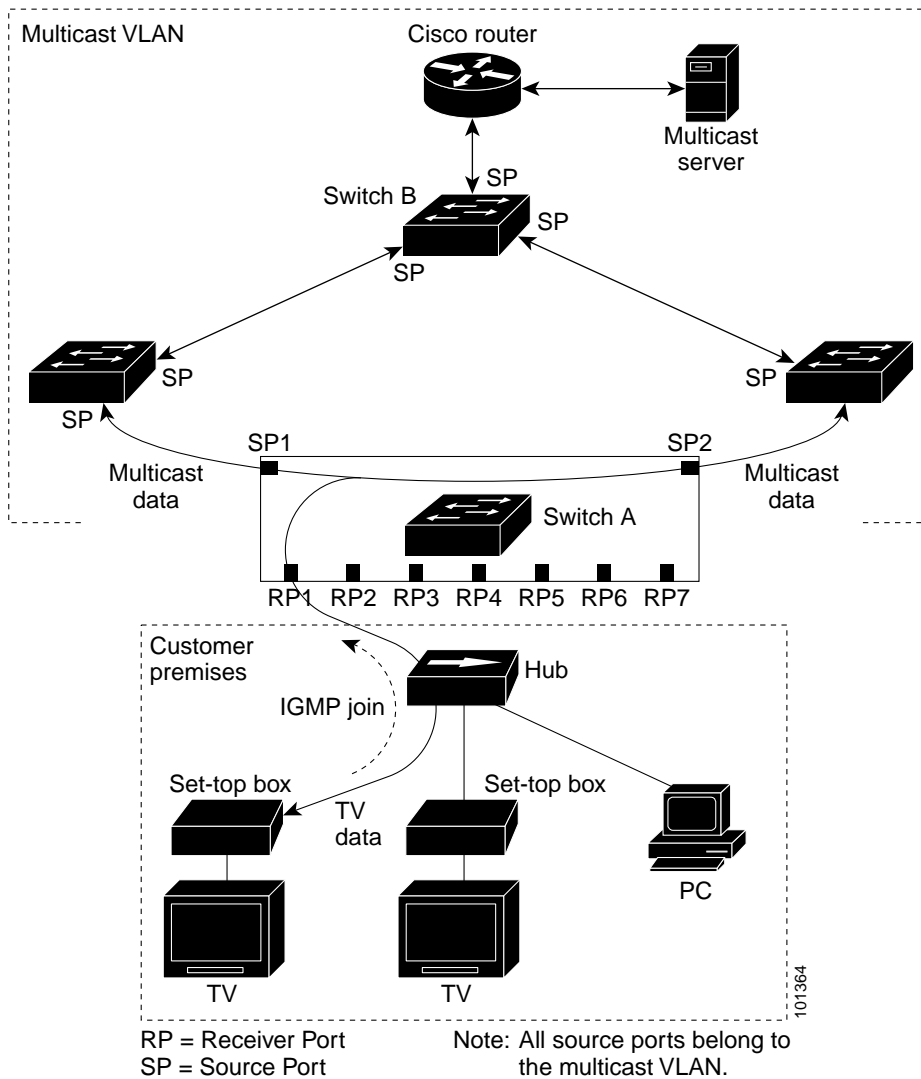 Multicast VLAN
Cisco router
Multicast
server
SP
Switch B
SP
SP
SP
SP
SP
SP1
SP2
Multicast
data
Multicast
data
Switch A
RP1 RP2 RP3 RP4 RP5 RP6 RP7
Customer
premises
Hub
IGMP join
Set-top box
Set-top box
TV
data
PC
TV
TV
101364
RP = Receiver Port
SP = Source Port
Note: All source ports belong to
the multicast VLAN.